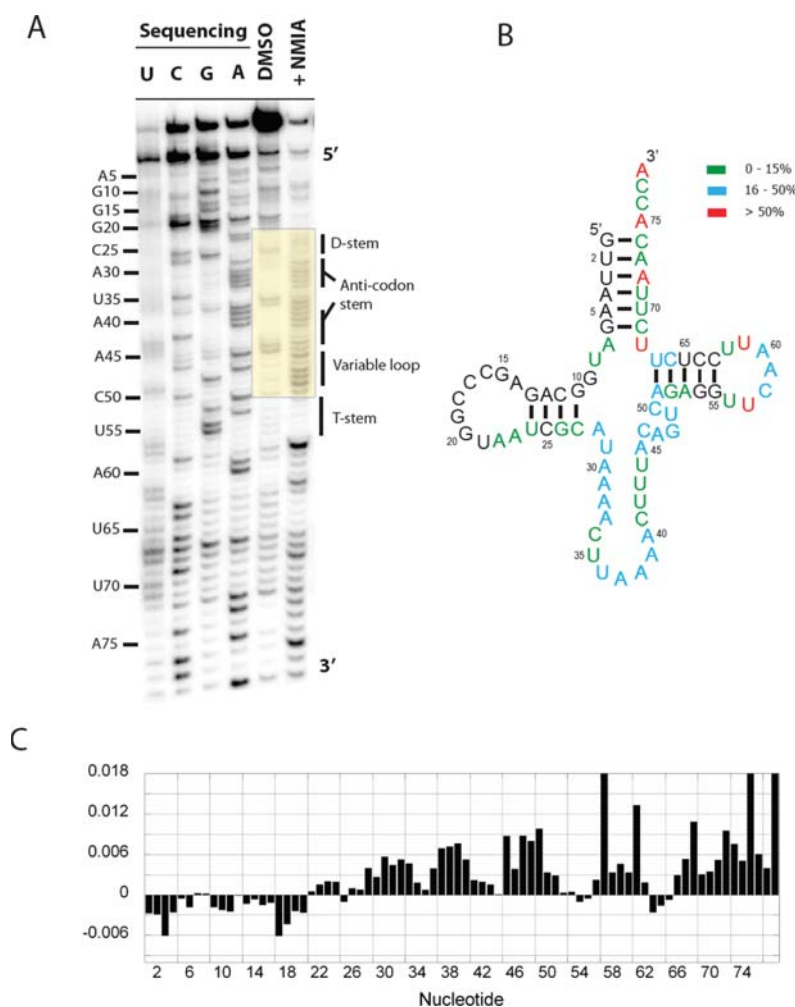 A
Sequencing
U C G A DMSO + NMIA
5'
A5
G10
G15
G20
C25
A30
U35
A40
A45
C50
U55
A60
U65
U70
A75
D-stem
Anti-codon
stem
Variable loop
T-stem
3'
B
0 - 15%
16 - 50%
> 50%
3'
A
C
C
A 75
5' C
G A
2 U A
U A
A U
A U 70
5 G C
A U
U
15 10 65 60
C C C C G A G A C G G
G G U A A U C G C
20 25
U C U C C U U A A C
A G A G G U U
50 55
C C A A U G
45
A U A A A A C U U A A A A C U U U A
30 35 40
C
0.018
0.012
0.006
0
-0.006
2 6 10 14 18 22 26 30 34 38 42 46 50 54 58 62 66 70 74
Nucleotide